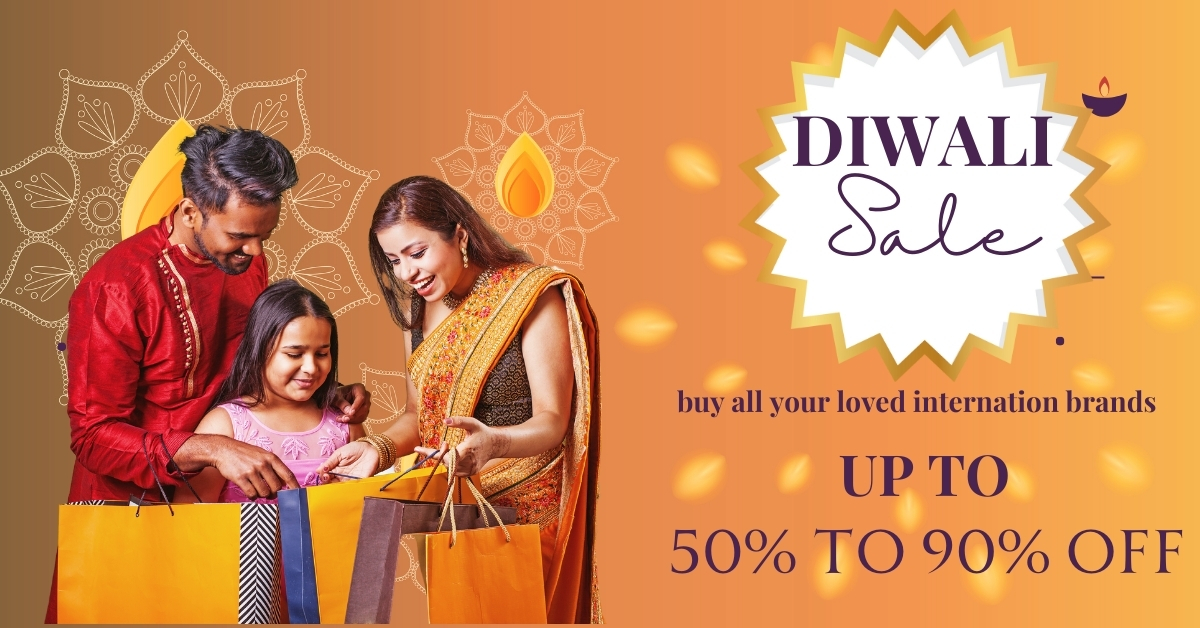 DIWALI
Sale
buy all your loved internation brands
UP TO
50% TO 90% OFF